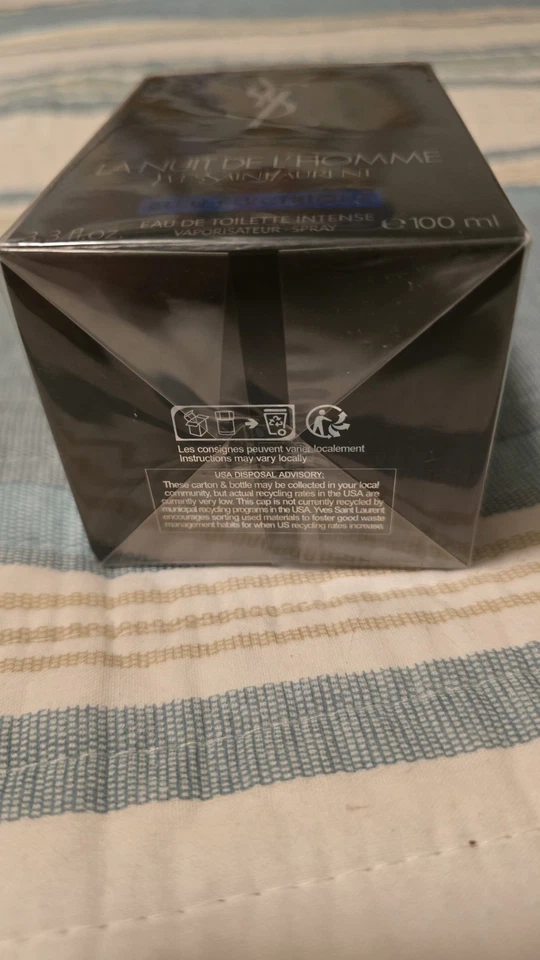 YSL
LA NUIT DE L'HOMME
YVES SAINT LAURENT
EAU DE TOILETTE INTENSE
VAPORISATEUR - SPRAY
3.3 fl.oz. ℮100 ml
Les consignes peuvent varier localement
Instructions may vary locally
USA DISPOSAL ADVISORY:
These carton & bottle may be collected in your local
community, but actual recycling rates in the USA are
currently very low. This cap is not currently recycled by
municipal recycling programs in the USA. Yves Saint Laurent
encourages sorting used materials to foster good waste
management habits for when US recycling rates increase.